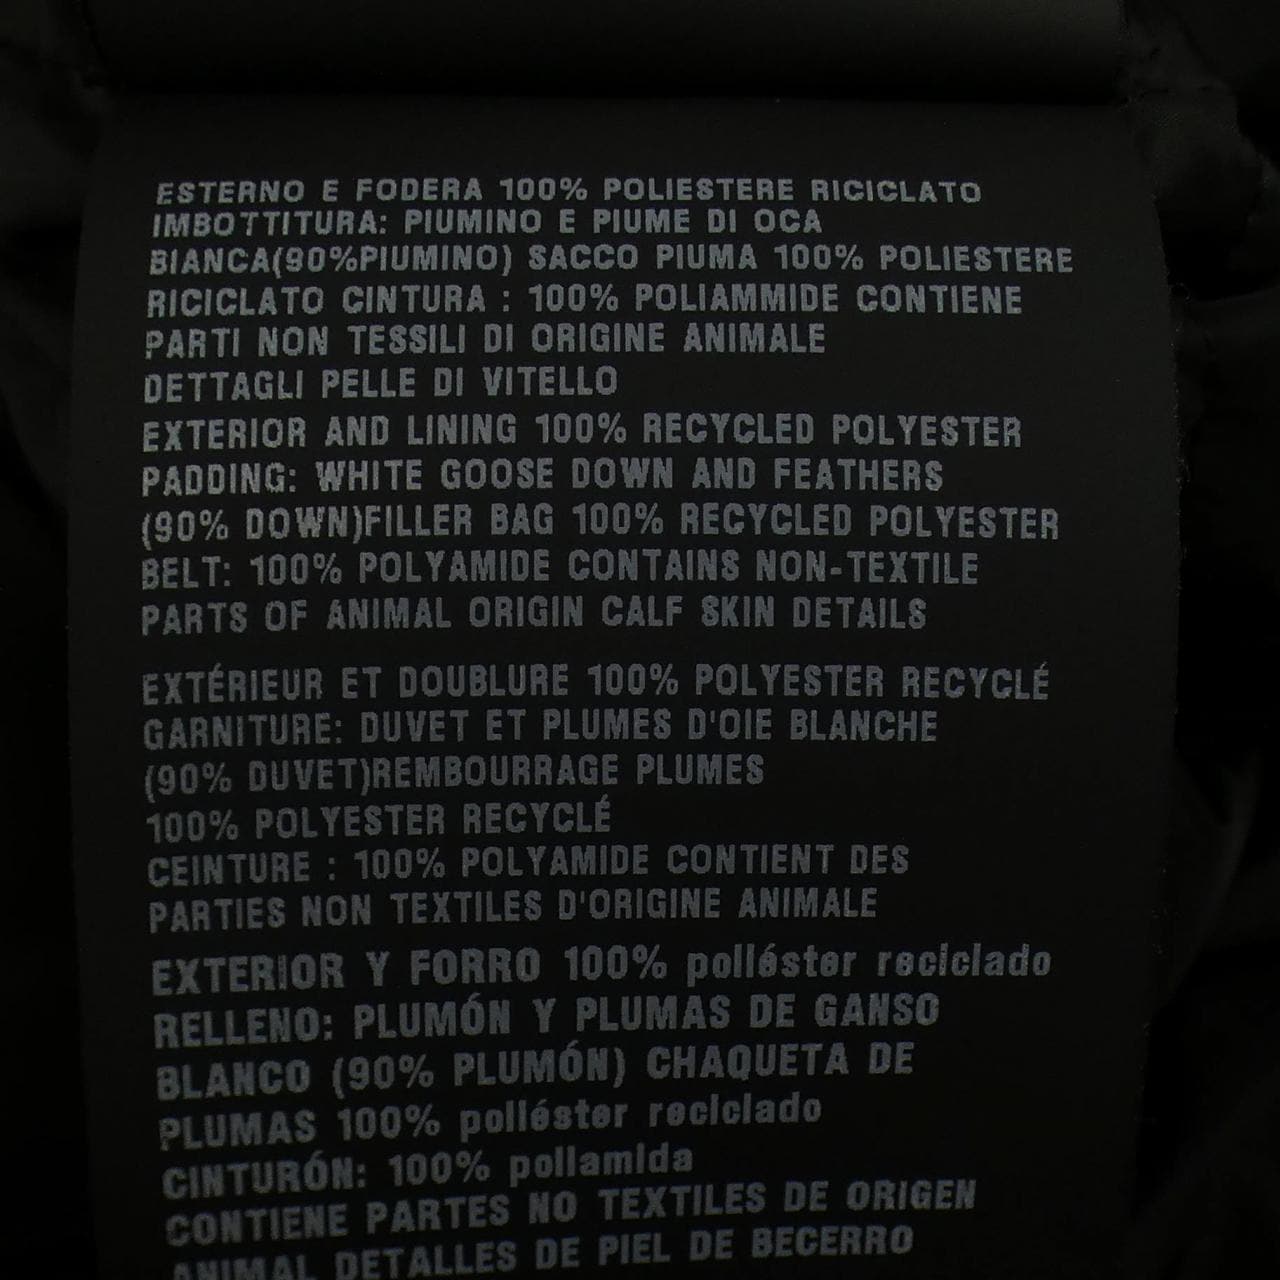 ESTERNO E FODERA 100% POLIESTERE RICICLATO
IMBOTTITURA: PIUMINO E PIUME DI OCA
BIANCA(90%PIUMINO) SACCO PIUMA 100% POLIESTERE
RICICLATO CINTURA : 100% POLIAMMIDE CONTIENE
PARTI NON TESSILI DI ORIGINE ANIMALE
DETTAGLI PELLE DI VITELLO
EXTERIOR AND LINING 100% RECYCLED POLYESTER
PADDING: WHITE GOOSE DOWN AND FEATHERS
(90% DOWN)FILLER BAG 100% RECYCLED POLYESTER
BELT: 100% POLYAMIDE CONTAINS NON-TEXTILE
PARTS OF ANIMAL ORIGIN CALF SKIN DETAILS
EXTÉRIEUR ET DOUBLURE 100% POLYESTER RECYCLÉ
GARNITURE: DUVET ET PLUMES D'OIE BLANCHE
(90% DUVET)REMBOURRAGE PLUMES
100% POLYESTER RECYCLÉ
CEINTURE : 100% POLYAMIDE CONTIENT DES
PARTIES NON TEXTILES D'ORIGINE ANIMALE
EXTERIOR Y FORRO 100% poliéster reciclado
RELLENO: PLUMÓN Y PLUMAS DE GANSO
BLANCO (90% PLUMÓN) CHAQUETA DE
PLUMAS 100% poliéster reciclado
CINTURÓN: 100% poliamida
CONTIENE PARTES NO TEXTILES DE ORIGEN
ANIMAL DETALLES DE PIEL DE BECERRO